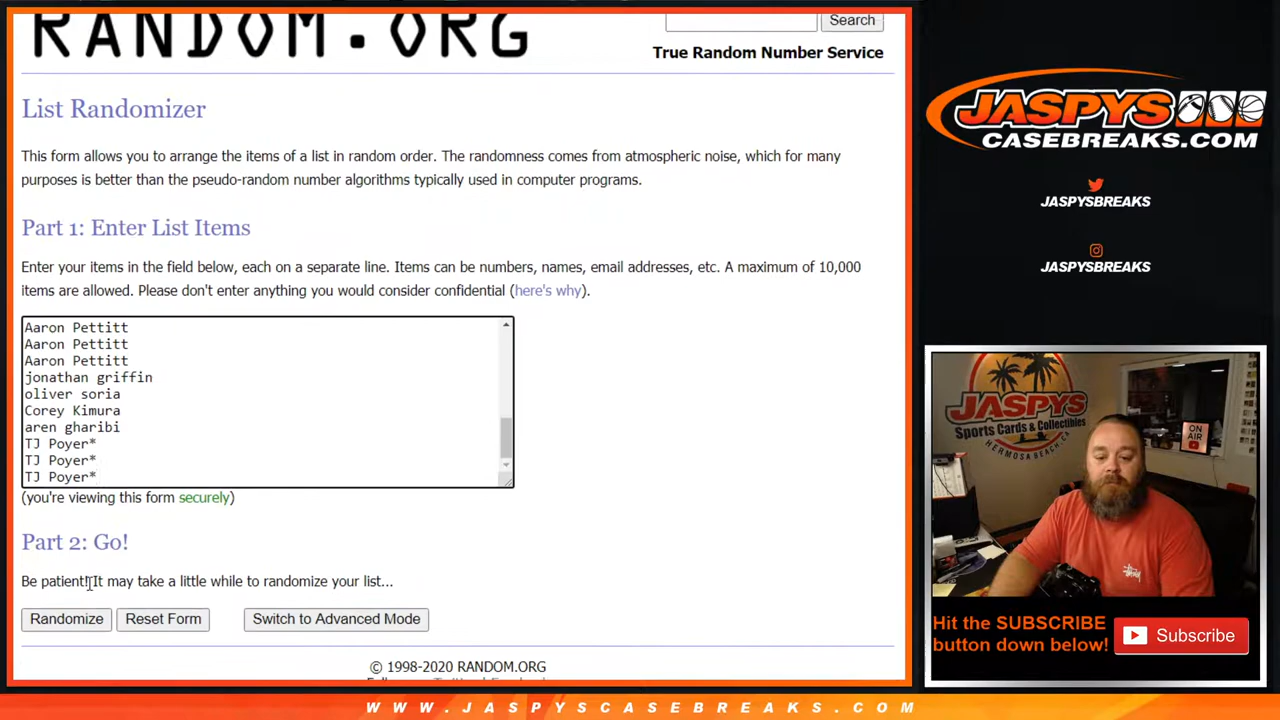 RANDOM.ORG
Search
True Random Number Service
List Randomizer
This form allows you to arrange the items of a list in random order. The randomness comes from atmospheric noise, which for many
purposes is better than the pseudo-random number algorithms typically used in computer programs.
Part 1: Enter List Items
Enter your items in the field below, each on a separate line. Items can be numbers, names, email addresses, etc. A maximum of 10,000
items are allowed. Please don't enter anything you would consider confidential (here's why).
Aaron Pettitt
Aaron Pettitt
Aaron Pettitt
jonathan griffin
oliver soria
Corey Kimura
aren gharibi
TJ Poyer*
TJ Poyer*
TJ Poyer*
(you're viewing this form securely)
Part 2: Go!
Be patient! It may take a little while to randomize your list...
Randomize
Reset Form
Switch to Advanced Mode
© 1998-2020 RANDOM.ORG
JASPYS
CASEBREAKS.COM
JASPYSBREAKS
JASPYSBREAKS
JASPYS
Sports Cards & Collectibles
HERMOSA BEACH, CA
ON
AIR
Hit the SUBSCRIBE
button down below!
Subscribe
WWW.JASPYSCASEBREAKS.COM